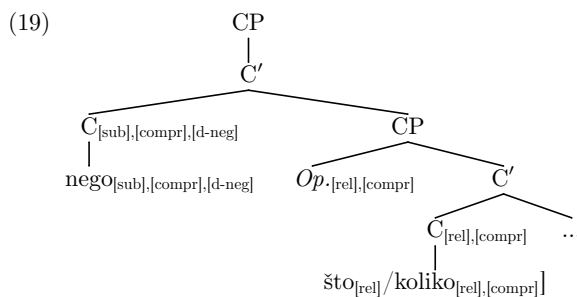 (19) CP
C′
C[sub],[compr],[d-neg] CP
nego[sub],[compr],[d-neg] Op.[rel],[compr] C′
C[rel],[compr] ...
što[rel]/koliko[rel],[compr]]